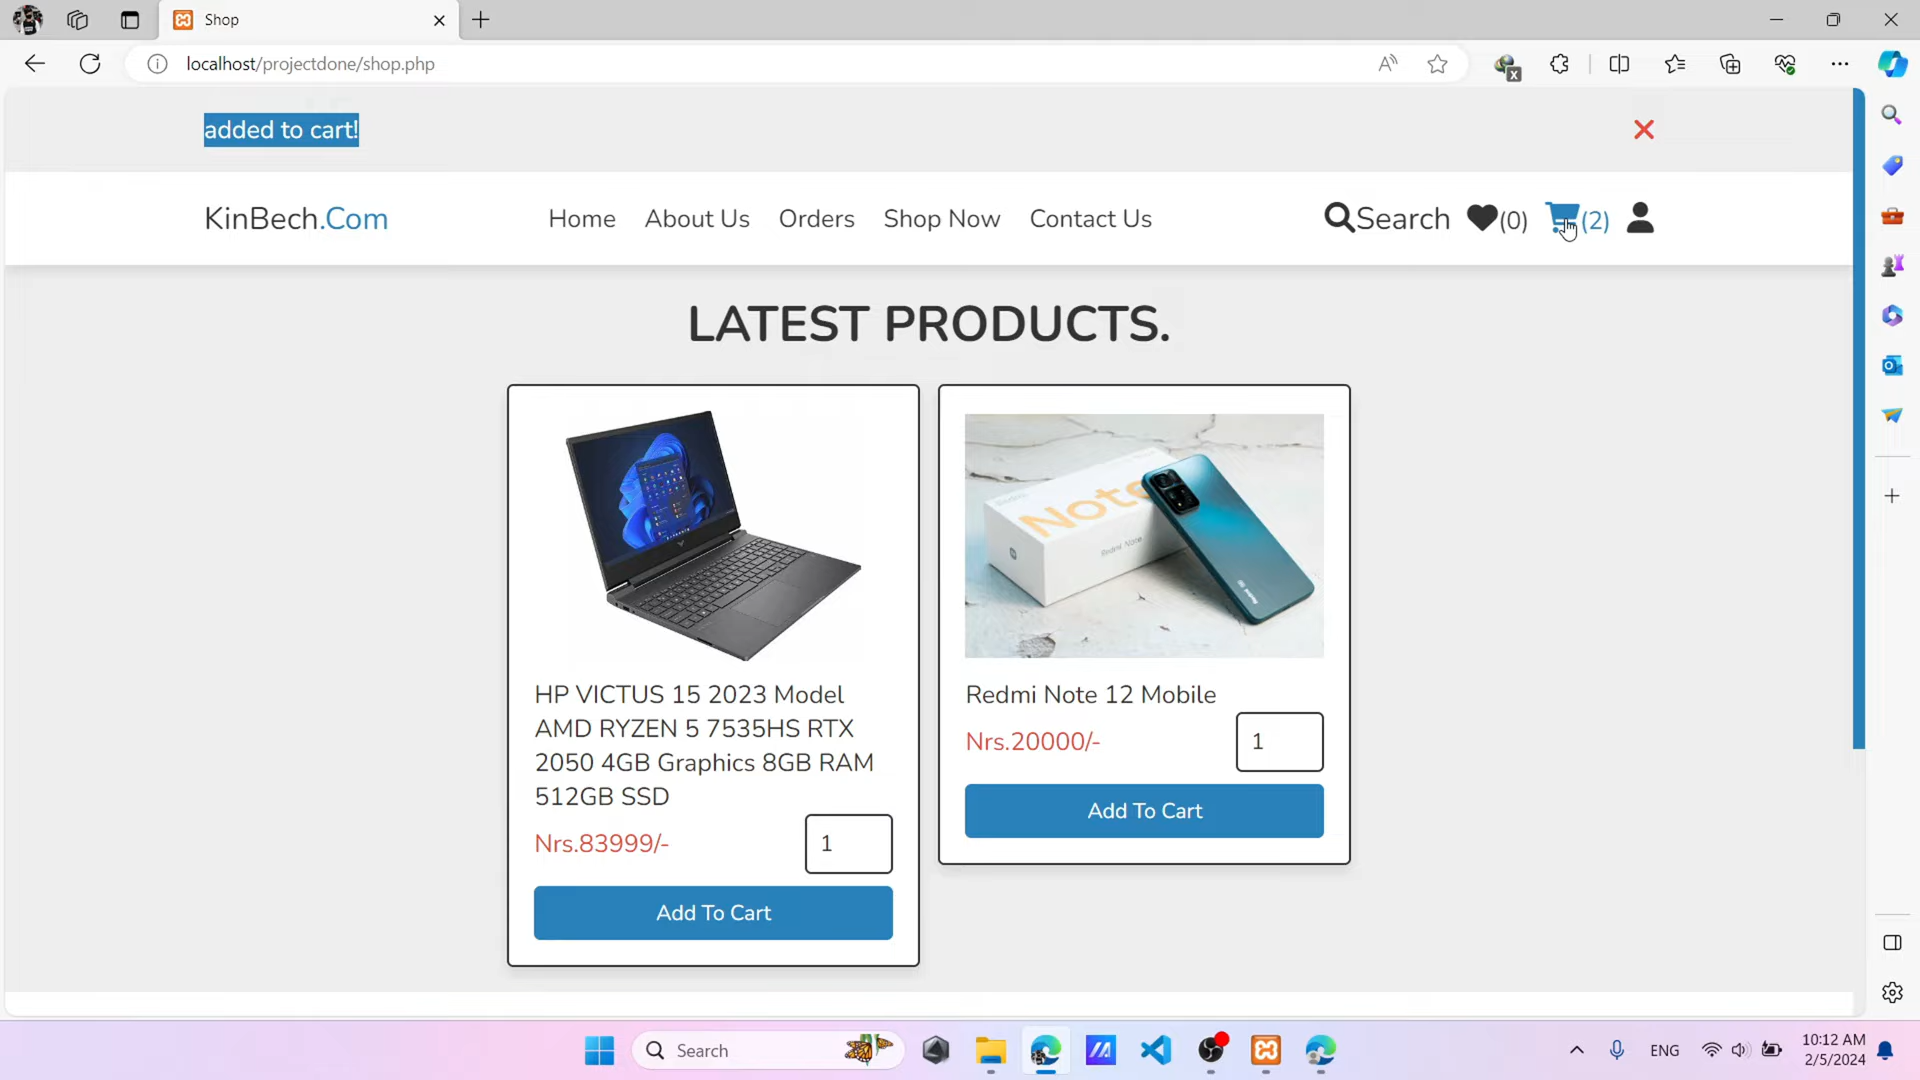 Shop
localhost/projectdone/shop.php
added to cart!
KinBech.Com
Home
About Us
Orders
Shop Now
Contact Us
Search
(0)
(2)
LATEST PRODUCTS.
Note
Redmi Note
HP VICTUS 15 2023 Model
AMD RYZEN 5 7535HS RTX
2050 4GB Graphics 8GB RAM
512GB SSD
Nrs.83999/-
1
Add To Cart
Redmi Note 12 Mobile
Nrs.20000/-
1
Add To Cart
Search
ENG
10:12 AM
2/5/2024